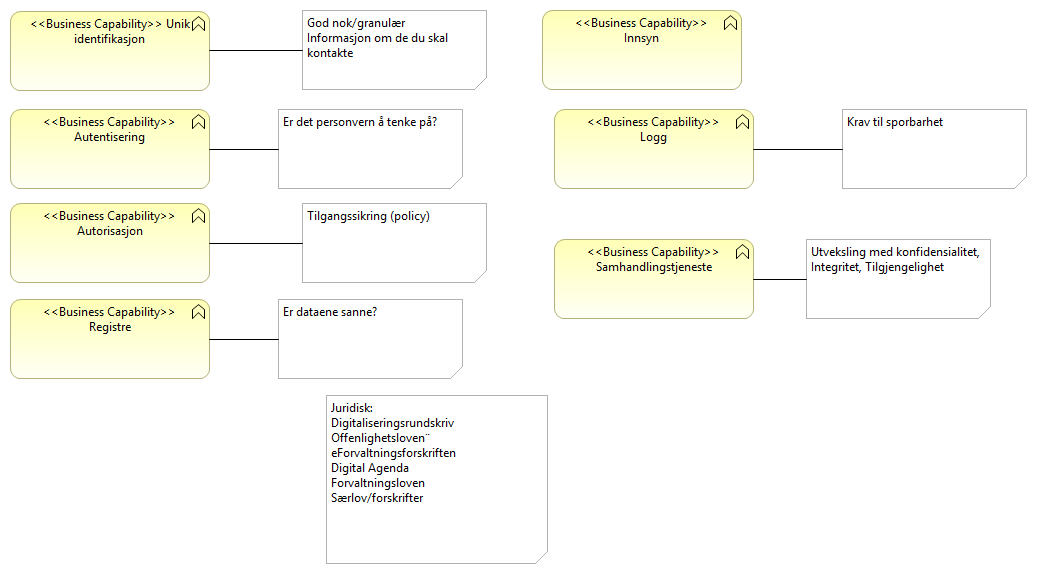 <<Business Capability>> Unik
identifikasjon
God nok/granulær
Informasjon om de du skal
kontakte
<<Business Capability>>
Innsyn
<<Business Capability>>
Autentisering
Er det personvern å tenke på?
<<Business Capability>>
Logg
Krav til sporbarhet
<<Business Capability>>
Autorisasjon
Tilgangssikring (policy)
<<Business Capability>>
Samhandlingstjeneste
Utveksling med konfidensialitet,
Integritet, Tilgjengelighet
<<Business Capability>>
Registre
Er dataene sanne?
Juridisk:
Digitaliseringsrundskriv
Offenlighetsloven¨
eForvaltningsforskriften
Digital Agenda
Forvaltningsloven
Særlov/forskrifter